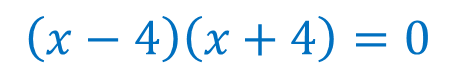 (x − 4)(x + 4) = 0